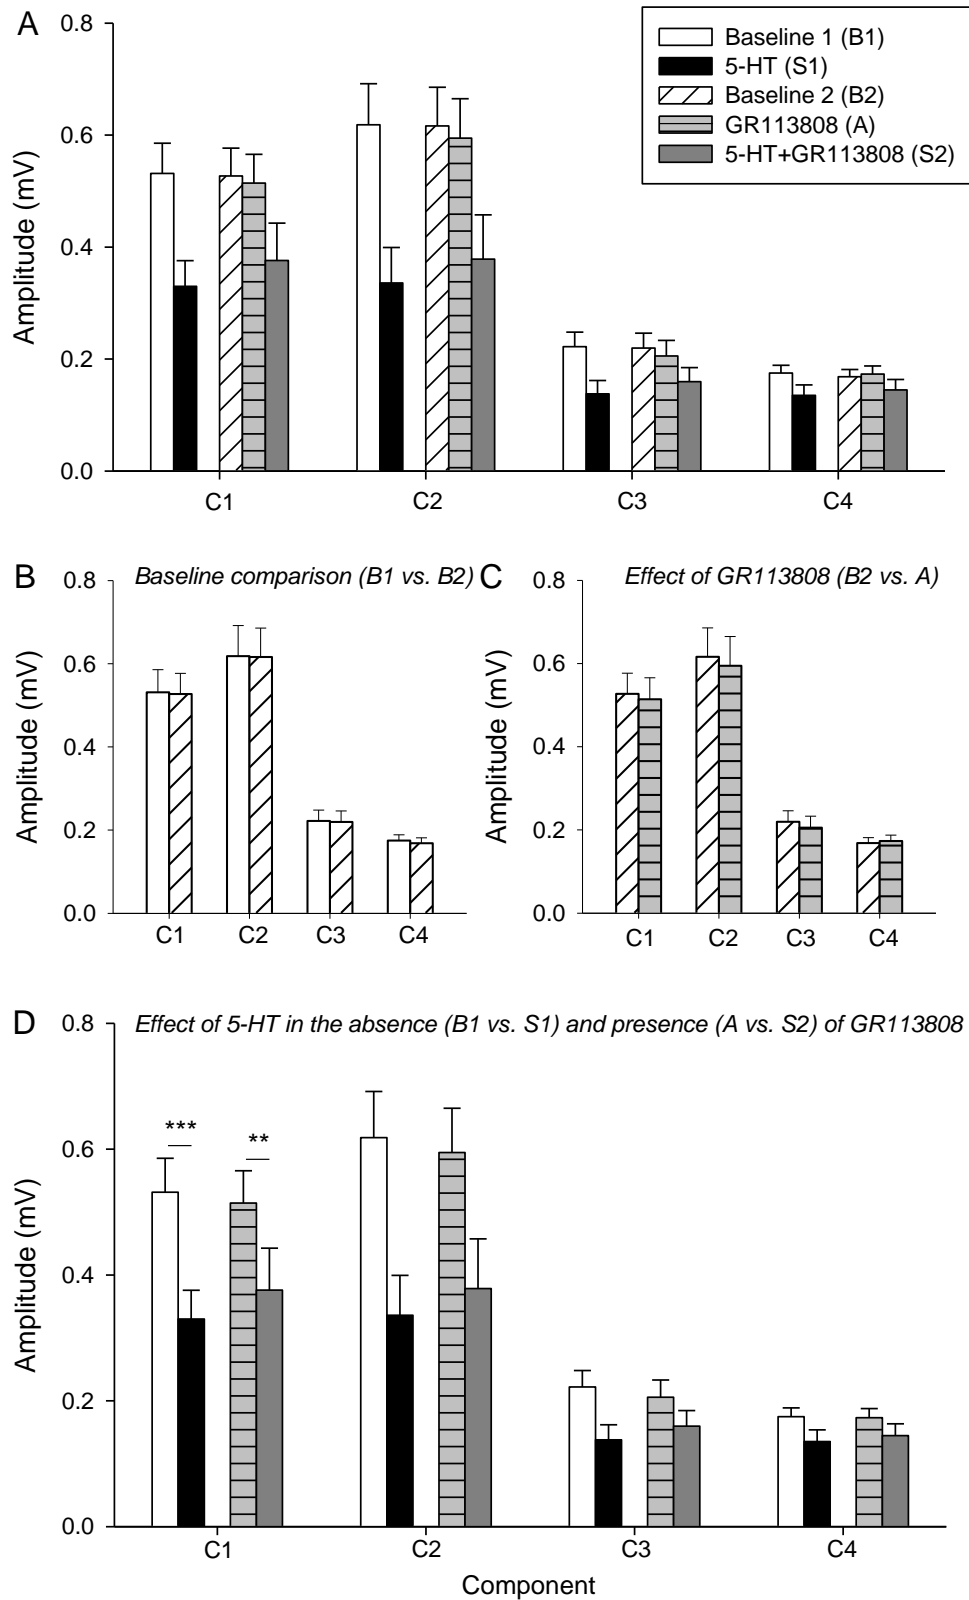 A
0.8
0.6
0.4
0.2
0.0
Amplitude (mV)
Baseline 1 (B1)
5-HT (S1)
Baseline 2 (B2)
GR113808 (A)
5-HT+GR113808 (S2)
C1 C2 C3 C4
B
Baseline comparison (B1 vs. B2)
0.8
0.6
0.4
0.2
0.0
Amplitude (mV)
C1 C2 C3 C4
C
Effect of GR113808 (B2 vs. A)
0.8
0.6
0.4
0.2
0.0
Amplitude (mV)
C1 C2 C3 C4
D
Effect of 5-HT in the absence (B1 vs. S1) and presence (A vs. S2) of GR113808
0.8
0.6
0.4
0.2
0.0
Amplitude (mV)
*** **
C1 C2 C3 C4
Component